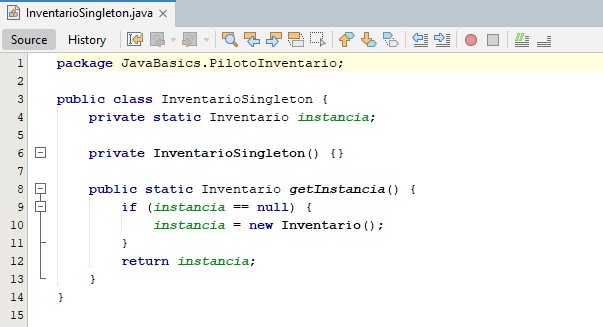 InventarioSingleton.java
Source History
1 package JavaBasics.PilotoInventario;
2
3 public class InventarioSingleton {
4 private static Inventario instancia;
5
6 private InventarioSingleton() {}
7
8 public static Inventario getInstancia() {
9 if (instancia == null) {
10 instancia = new Inventario();
11 }
12 return instancia;
13 }
14 }
15